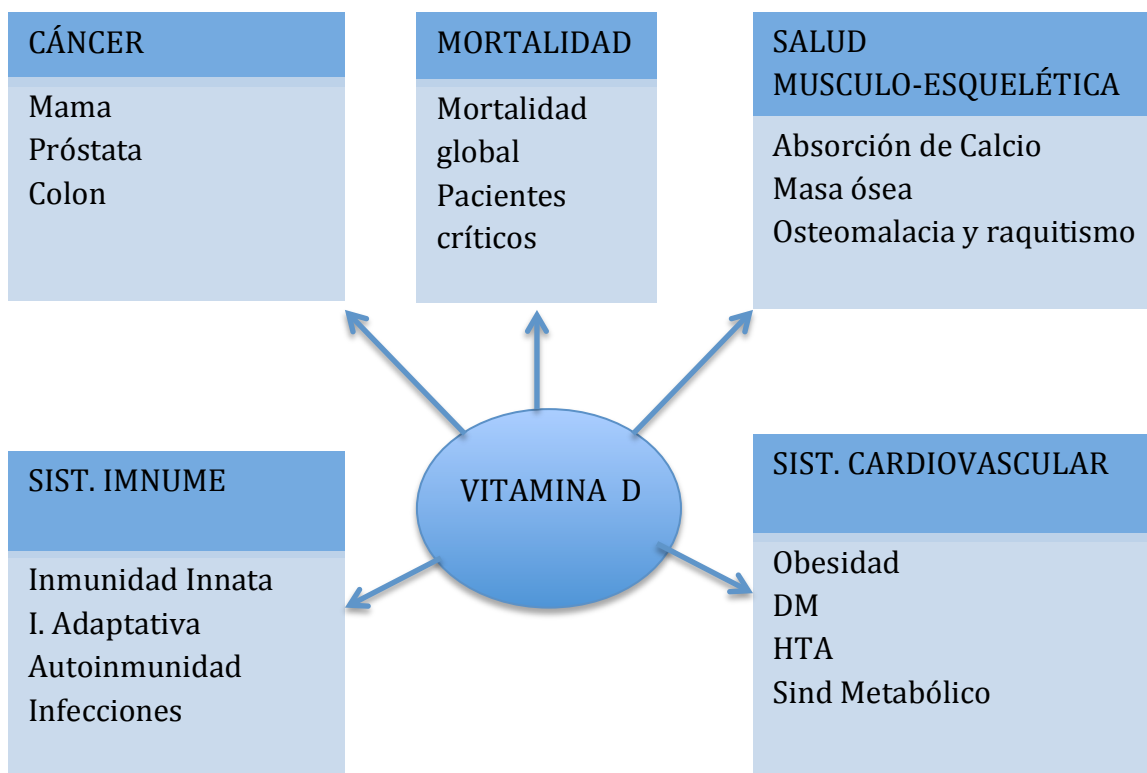 CÁNCER
Mama
Próstata
Colon
MORTALIDAD
Mortalidad
global
Pacientes
críticos
SALUD
MUSCULO-ESQUELÉTICA
Absorción de Calcio
Masa ósea
Osteomalacia y raquitismo
VITAMINA D
SIST. IMNUME
Inmunidad Innata
I. Adaptativa
Autoinmunidad
Infecciones
SIST. CARDIOVASCULAR
Obesidad
DM
HTA
Sind Metabólico